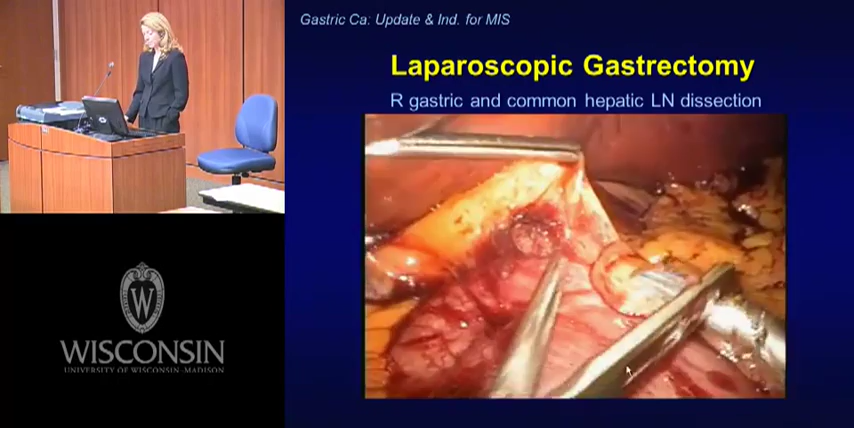 Gastric Ca: Update & Ind. for MIS
Laparoscopic Gastrectomy
R gastric and common hepatic LN dissection
W
WISCONSIN
UNIVERSITY OF WISCONSIN-MADISON